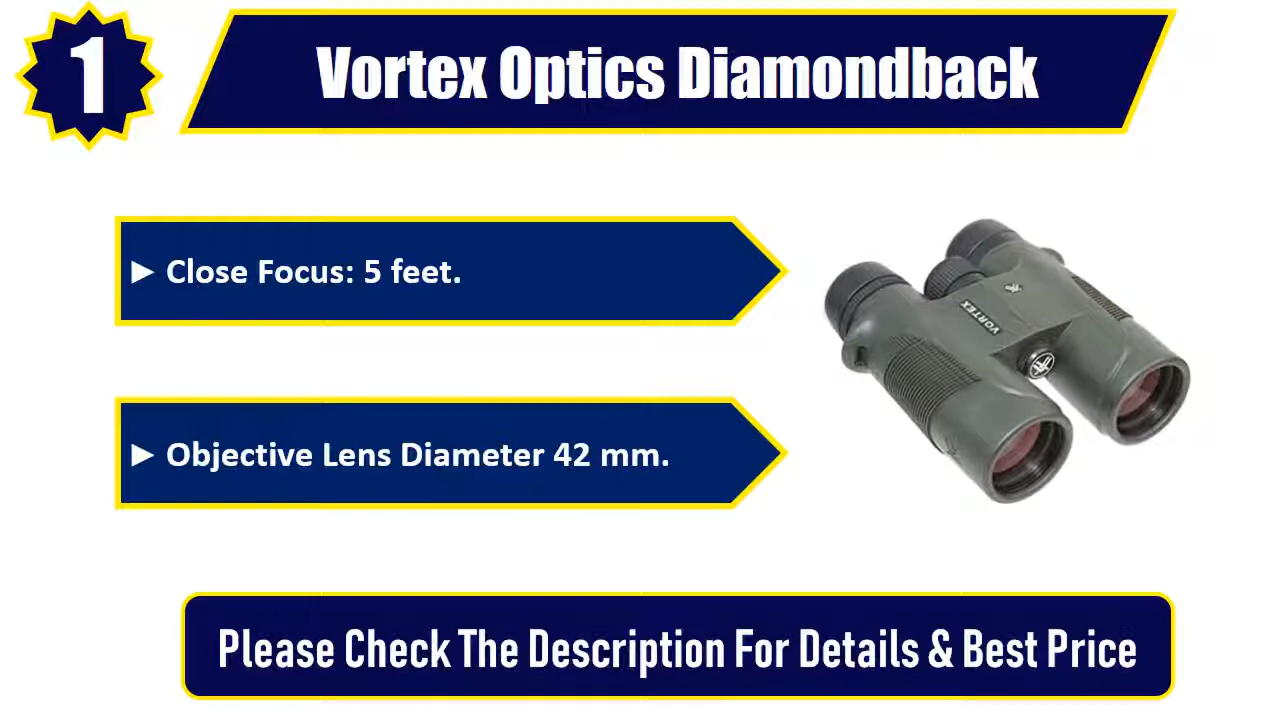 1
Vortex Optics Diamondback
► Close Focus: 5 feet.
VORTEX
► Objective Lens Diameter 42 mm.
Please Check The Description For Details & Best Price